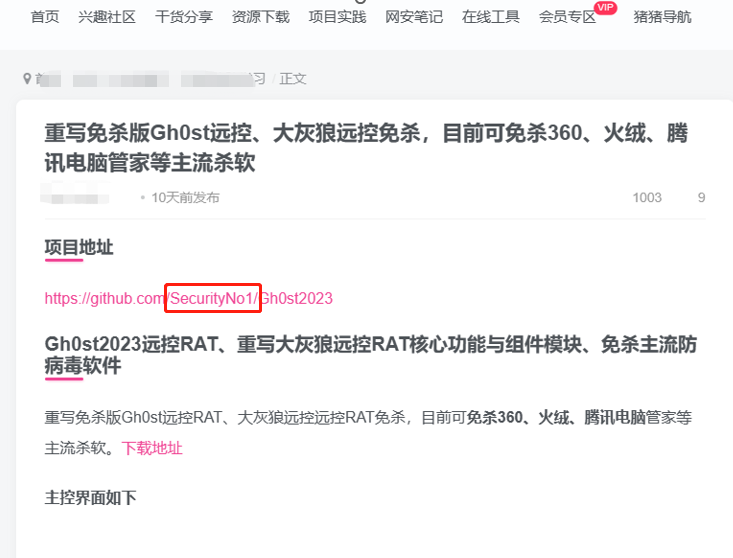 首页 兴趣社区 干货分享 资源下载 项目实践 网安笔记 在线工具 会员专区 VIP 猪猪导航
习 / 正文
重写免杀版Gh0st远控、大灰狼远控免杀，目前可免杀360、火绒、腾
讯电脑管家等主流杀软
• 10天前发布 1003 9
项目地址
https://github.com/SecurityNo1/Gh0st2023
Gh0st2023远控RAT、重写大灰狼远控RAT核心功能与组件模块、免杀主流防
病毒软件
重写免杀版Gh0st远控RAT、大灰狼远控远控RAT免杀，目前可免杀360、火绒、腾讯电脑管家等
主流杀软。下载地址
主控界面如下